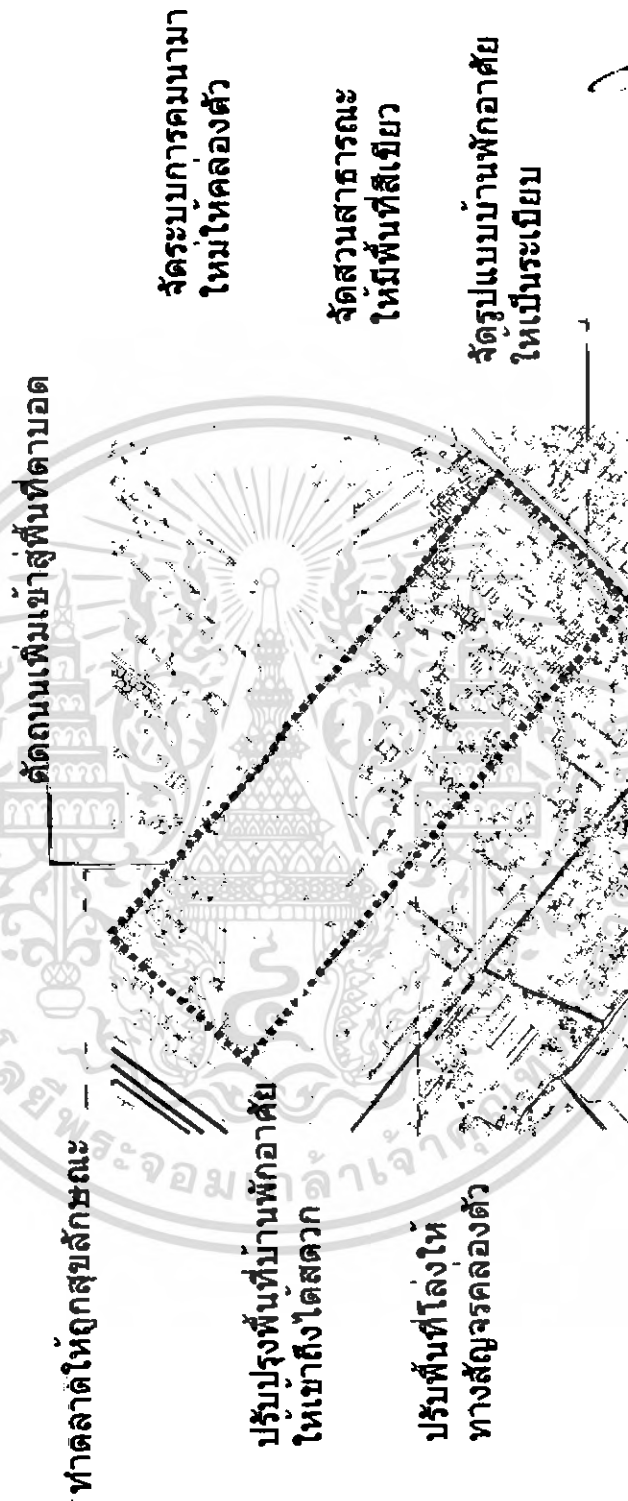 ทำตลาดให้ถูกสุขลักษณะ
ตัดถนนเพิ่มเข้าสู่พื้นที่ตาบอด
ปรับปรุงพื้นที่บ้านพักอาศัย
ให้เข้าถึงได้สดวก
จัดระบบการคมนามา
ใหม่ให้คล่องตัว
ปรับพื้นที่โล่งให้
ทางสัญจรคล่องตัว
จัดสวนสาธารณะ
ให้มีพื้นที่สีเขียว
จัดรูปแบบบ้านพักอาศัย
ให้เป็นระเบียบ